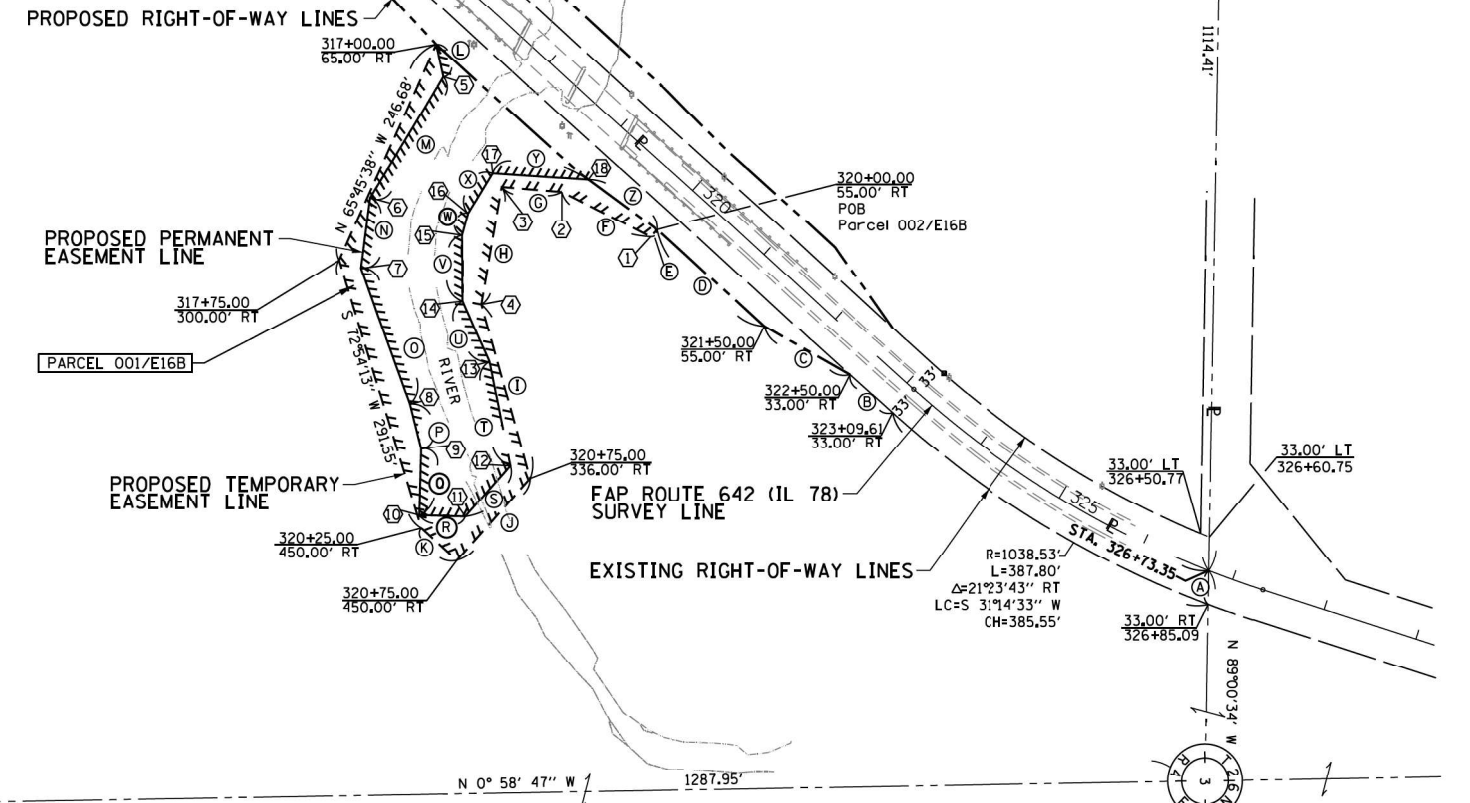 PROPOSED RIGHT-OF-WAY LINES
317+00.00
65.00' RT
L
5
N 65°45'38'' W 246.68'
M
17
Y
18
16
X
W
15
6
N
G
3
2
Z
F
1
E
D
H
V
7
14
4
PROPOSED PERMANENT
EASEMENT LINE
317+75.00
300.00' RT
PARCEL 001/E16B
S 72°54'13'' W 291.55'
O
U
13
I
RIVER
8
P
T
9
12
O
11
S
10
R
J
K
PROPOSED TEMPORARY
EASEMENT LINE
320+25.00
450.00' RT
320+75.00
450.00' RT
320+75.00
336.00' RT
320
320+00.00
55.00' RT
POB
Parcel 002/E16B
321+50.00
55.00' RT
C
322+50.00
33.00' RT
B
33'
33'
323+09.61
33.00' RT
FAP ROUTE 642 (IL 78)
SURVEY LINE
EXISTING RIGHT-OF-WAY LINES
325
STA. 326+73.35
R=1038.53'
L=387.80'
Δ=21°23'43'' RT
LC=S 31°14'33'' W
CH=385.55'
33.00' LT
326+50.77
33.00' LT
326+60.75
A
33.00' RT
326+85.09
1114.41'
N 89°00'34' W
N 0° 58' 47'' W
1287.95'
3